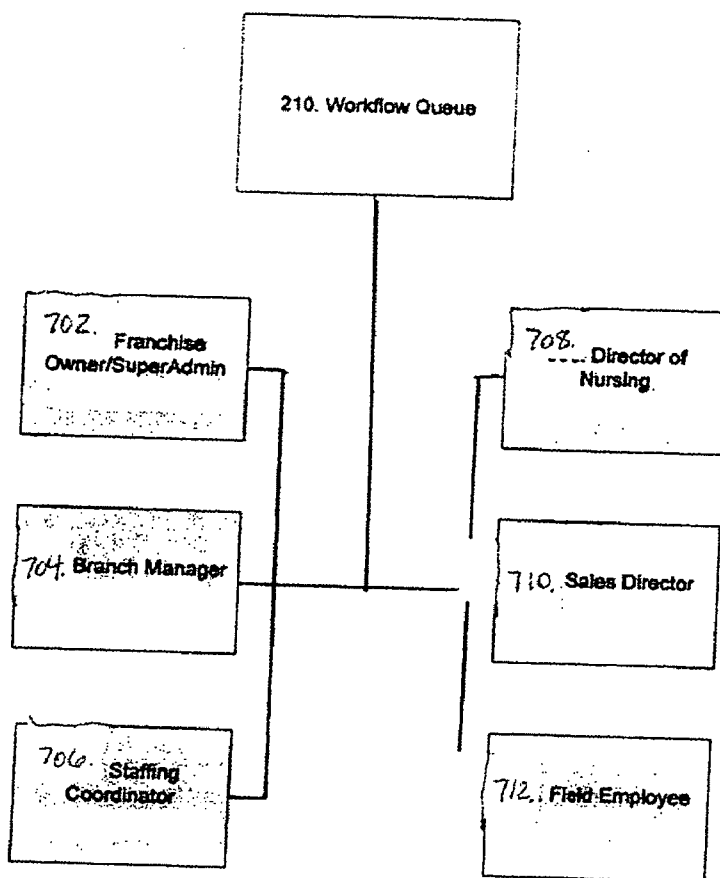 210. Workflow Queue
702. Franchise
Owner/SuperAdmin
704. Branch Manager
706. Staffing
Coordinator
708. Director of
Nursing
710. Sales Director
712. Field Employee